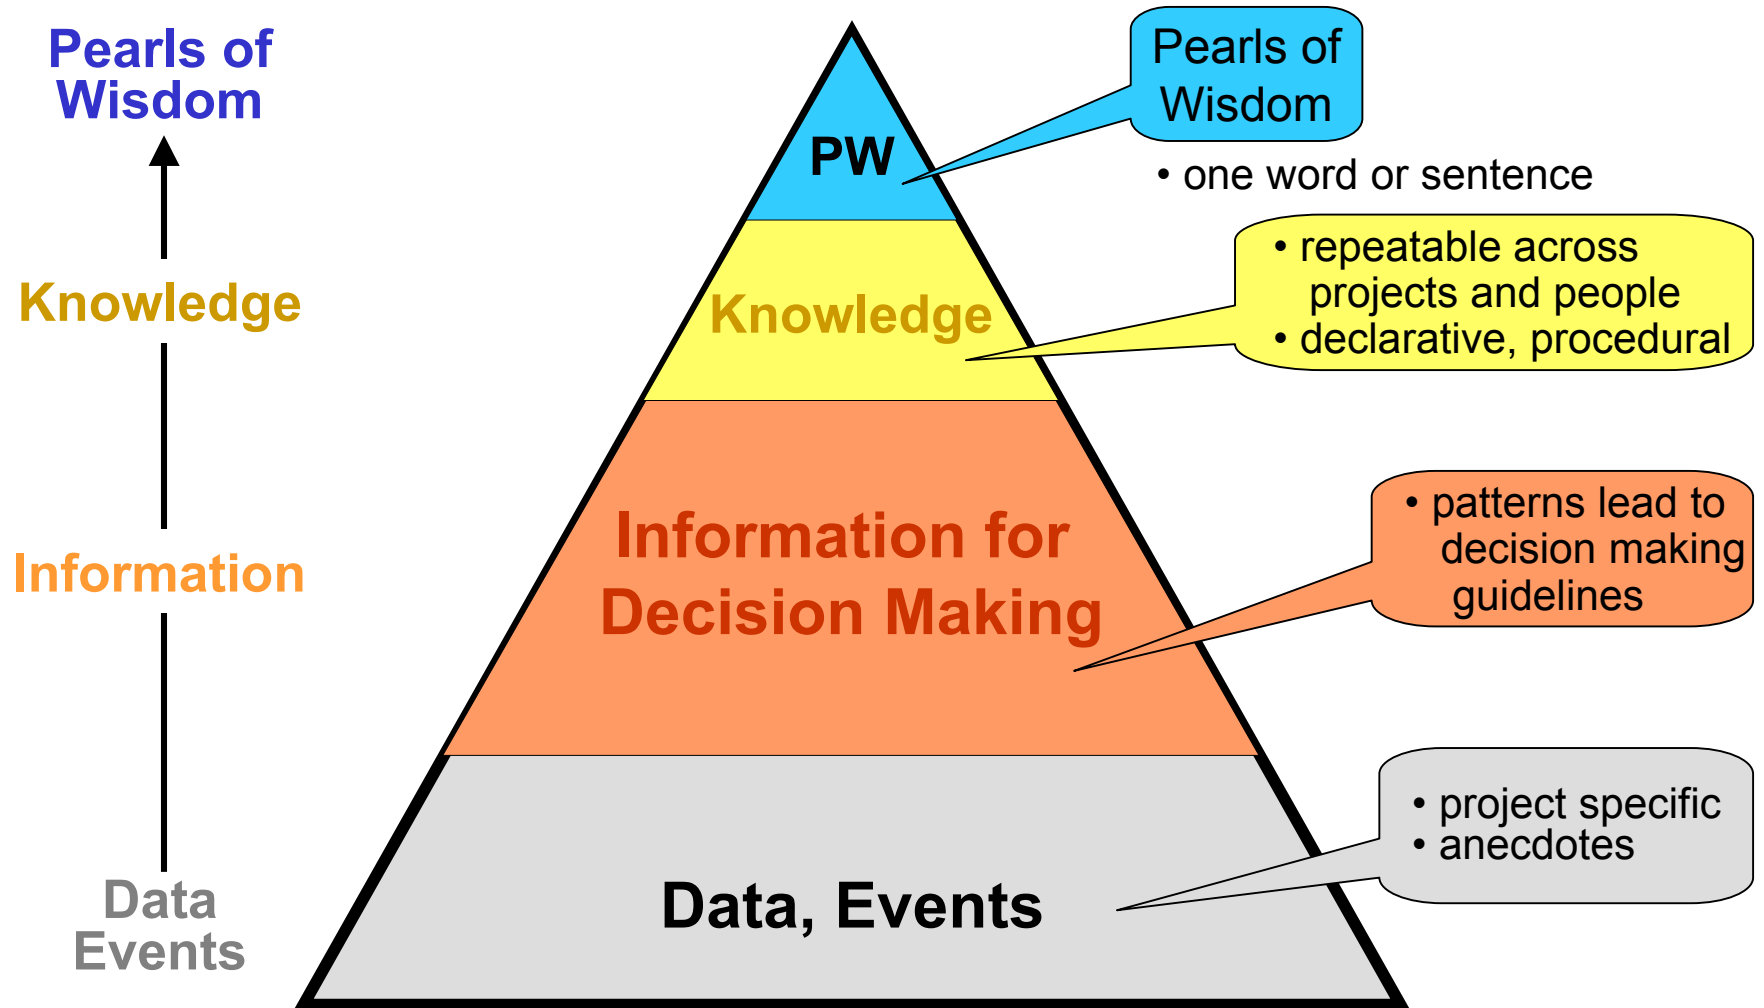 Pearls of
Wisdom
Knowledge
Information
Data
Events
PW
Knowledge
Information for
Decision Making
Data, Events
Pearls of
Wisdom
• one word or sentence
• repeatable across
projects and people
• declarative, procedural
• patterns lead to
decision making
guidelines
• project specific
• anecdotes